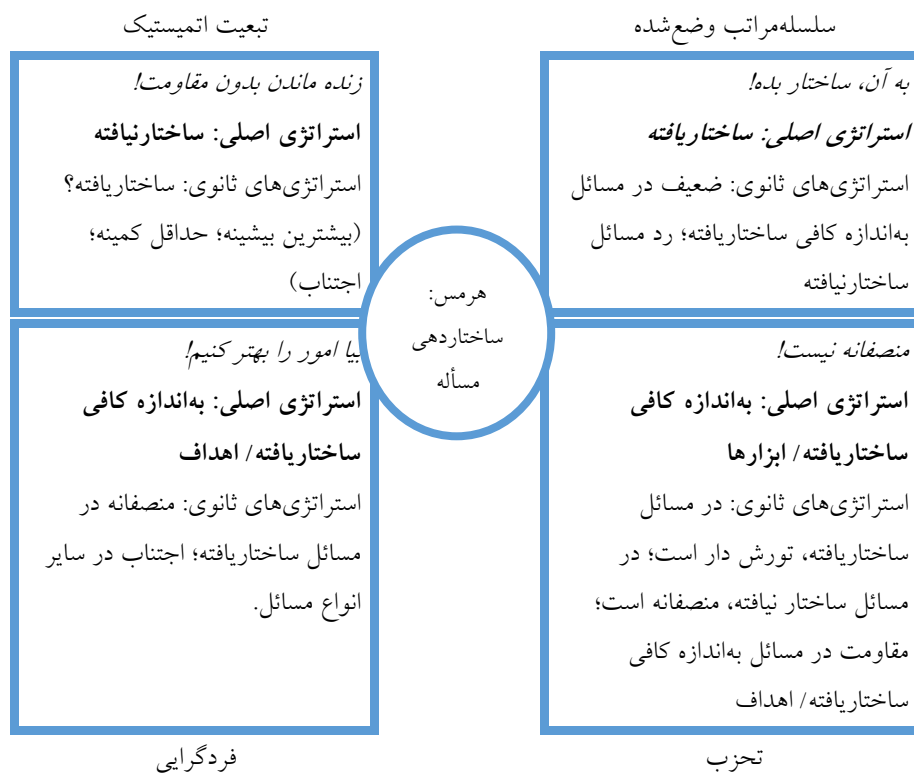 سلسله‌مراتب وضع‌شده
به آن، ساختار بده!
استراتژی اصلی: ساختاریافته
استراتژی‌های ثانوی: ضعیف در مسائل
به‌اندازه کافی ساختاریافته؛ رد مسائل
ساختارنیافته
تبعیت اتمیستیک
زنده ماندن بدون مقاومت!
استراتژی اصلی: ساختارنیافته
استراتژی‌های ثانوی: ساختاریافته؟
(بیشترین بیشینه؛ حداقل کمینه؛
اجتناب)
هرمس:
ساختاردهی
مسأله
منصفانه نیست!
استراتژی اصلی: به‌اندازه کافی
ساختاریافته/ ابزارها
استراتژی‌های ثانوی: در مسائل
ساختاریافته، تورش دار است؛ در
مسائل ساختار نیافته، منصفانه است؛
مقاومت در مسائل به‌اندازه کافی
ساختاریافته/ اهداف
تحزب
بیا امور را بهتر کنیم!
استراتژی اصلی: به‌اندازه کافی
ساختاریافته/ اهداف
استراتژی‌های ثانوی: منصفانه در
مسائل ساختاریافته؛ اجتناب در سایر
انواع مسائل.
فردگرایی